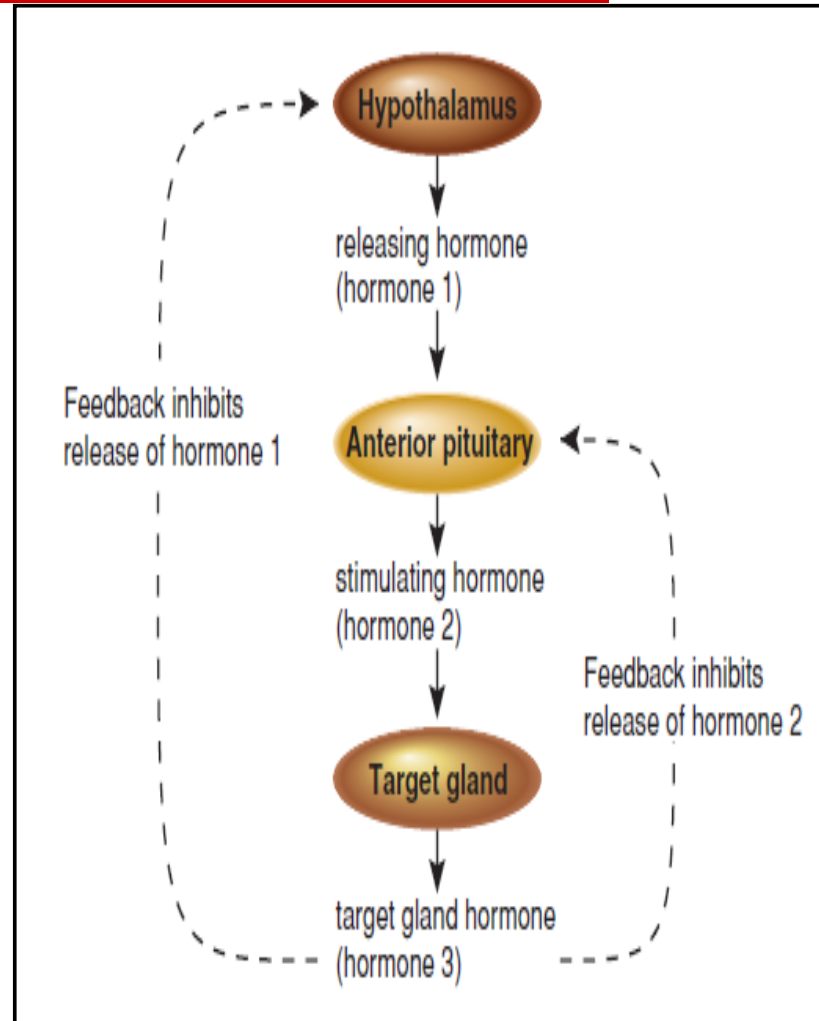 Hypothalamus
releasing hormone
(hormone 1)
Feedback inhibits
release of hormone 1
Anterior pituitary
stimulating hormone
(hormone 2)
Feedback inhibits
release of hormone 2
Target gland
target gland hormone
(hormone 3)